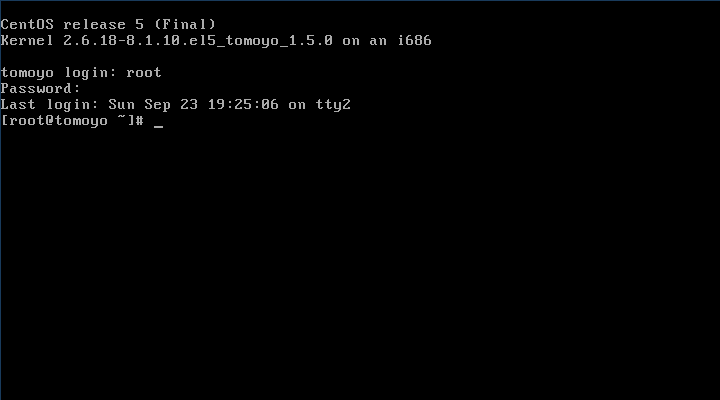 CentOS release 5 (Final)
Kernel 2.6.18-8.1.10.el5_tomoyo_1.5.0 on an i686
tomoyo login: root
Password:
Last login: Sun Sep 23 19:25:06 on tty2
[root@tomoyo ~]# _